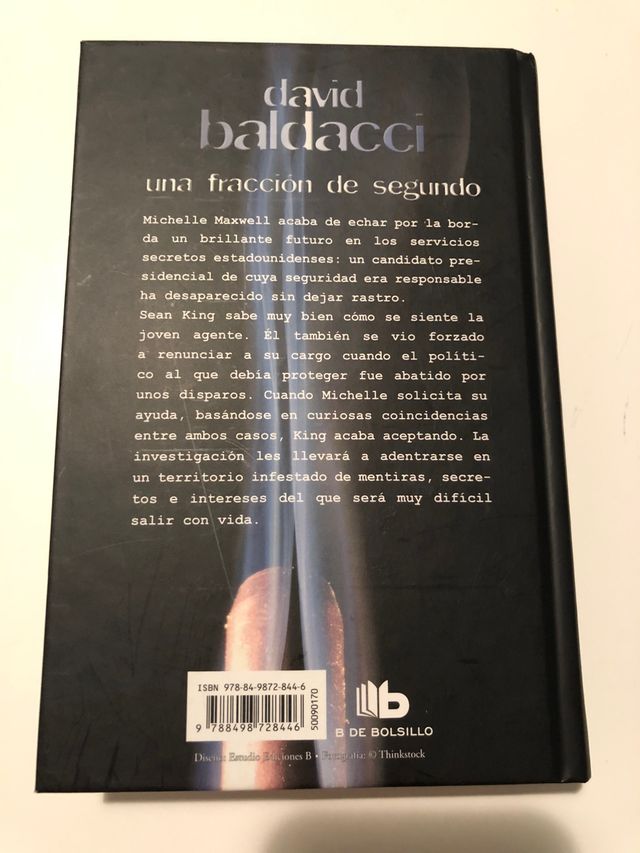 david
baldacci
una fracción de segundo
Michelle Maxwell acaba de echar por la bor-
da un brillante futuro en los servicios
secretos estadounidenses: un candidato pre-
sidencial de cuya seguridad era responsable
ha desaparecido sin dejar rastro.
Sean King sabe muy bien cómo se siente la
joven agente. Él también se vio forzado
a renunciar a su cargo cuando el políti-
co al que debía proteger fue abatido por
unos disparos. Cuando Michelle solicita su
ayuda, basándose en curiosas coincidencias
entre ambos casos, King acaba aceptando. La
investigación les llevará a adentrarse en
un territorio infestado de mentiras, secre-
tos e intereses del que será muy difícil
salir con vida.
ISBN 978-84-9872-844-6
9 788498 728446
50090170
b
B DE BOLSILLO
Diseño: Estudio Ediciones B • Fotografía: © Thinkstock